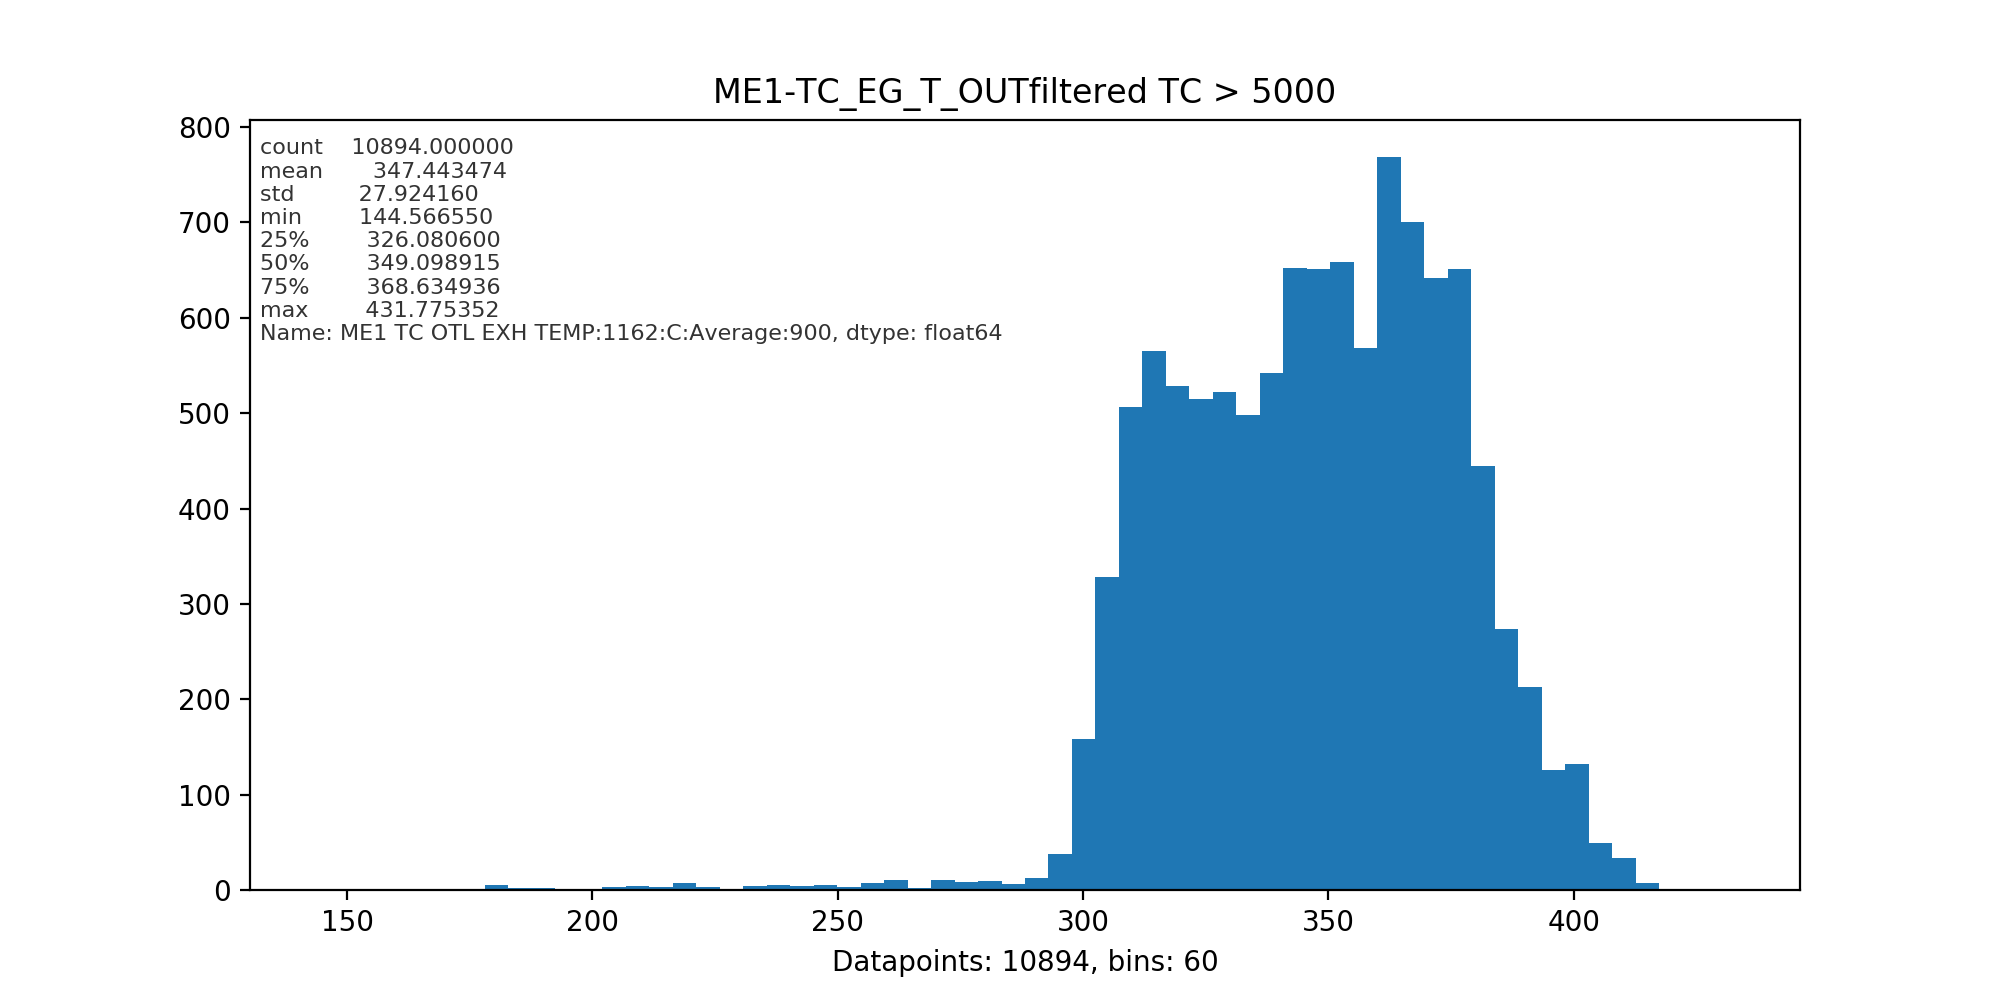 ME1-TC_EG_T_OUTfiltered TC > 5000
800
700
600
500
400
300
200
100
0
count 10894.000000
mean 347.443474
std 27.924160
min 144.566550
25% 326.080600
50% 349.098915
75% 368.634936
max 431.775352
Name: ME1 TC OTL EXH TEMP:1162:C:Average:900, dtype: float64
150 200 250 300 350 400
Datapoints: 10894, bins: 60